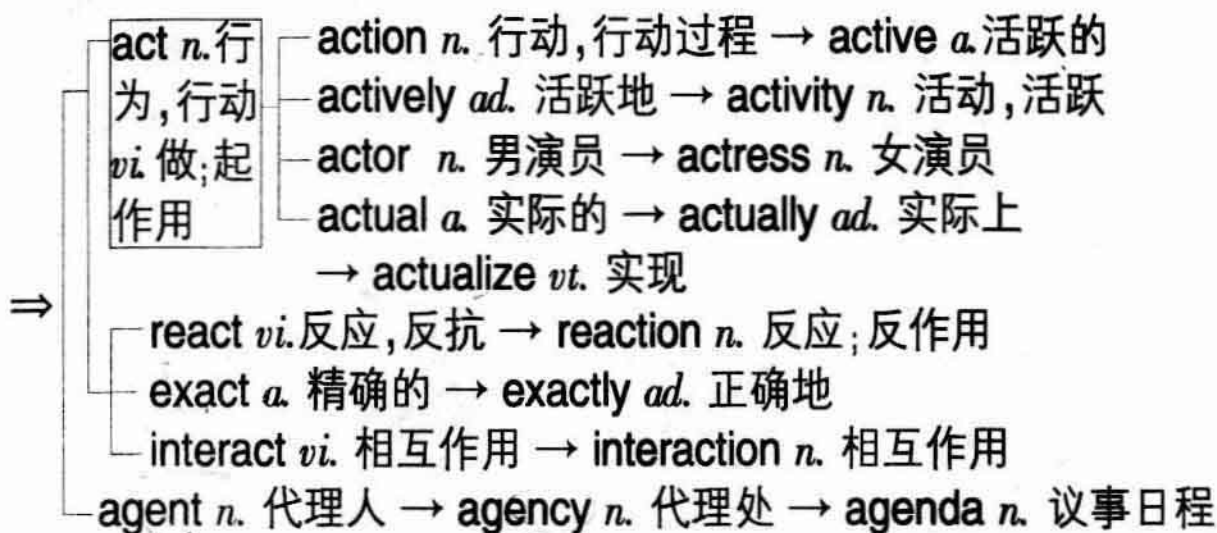 act n.行 action n. 行动,行动过程 → active a.活跃的
为,行动 actively ad. 活跃地 → activity n. 活动,活跃
vi. 做;起 actor n. 男演员 → actress n. 女演员
作用 actual a. 实际的 → actually ad. 实际上
→ actualize vt. 实现
⇒
react vi.反应,反抗 → reaction n. 反应;反作用
exact a. 精确的 → exactly ad. 正确地
interact vi. 相互作用 → interaction n. 相互作用
agent n. 代理人 → agency n. 代理处 → agenda n. 议事日程